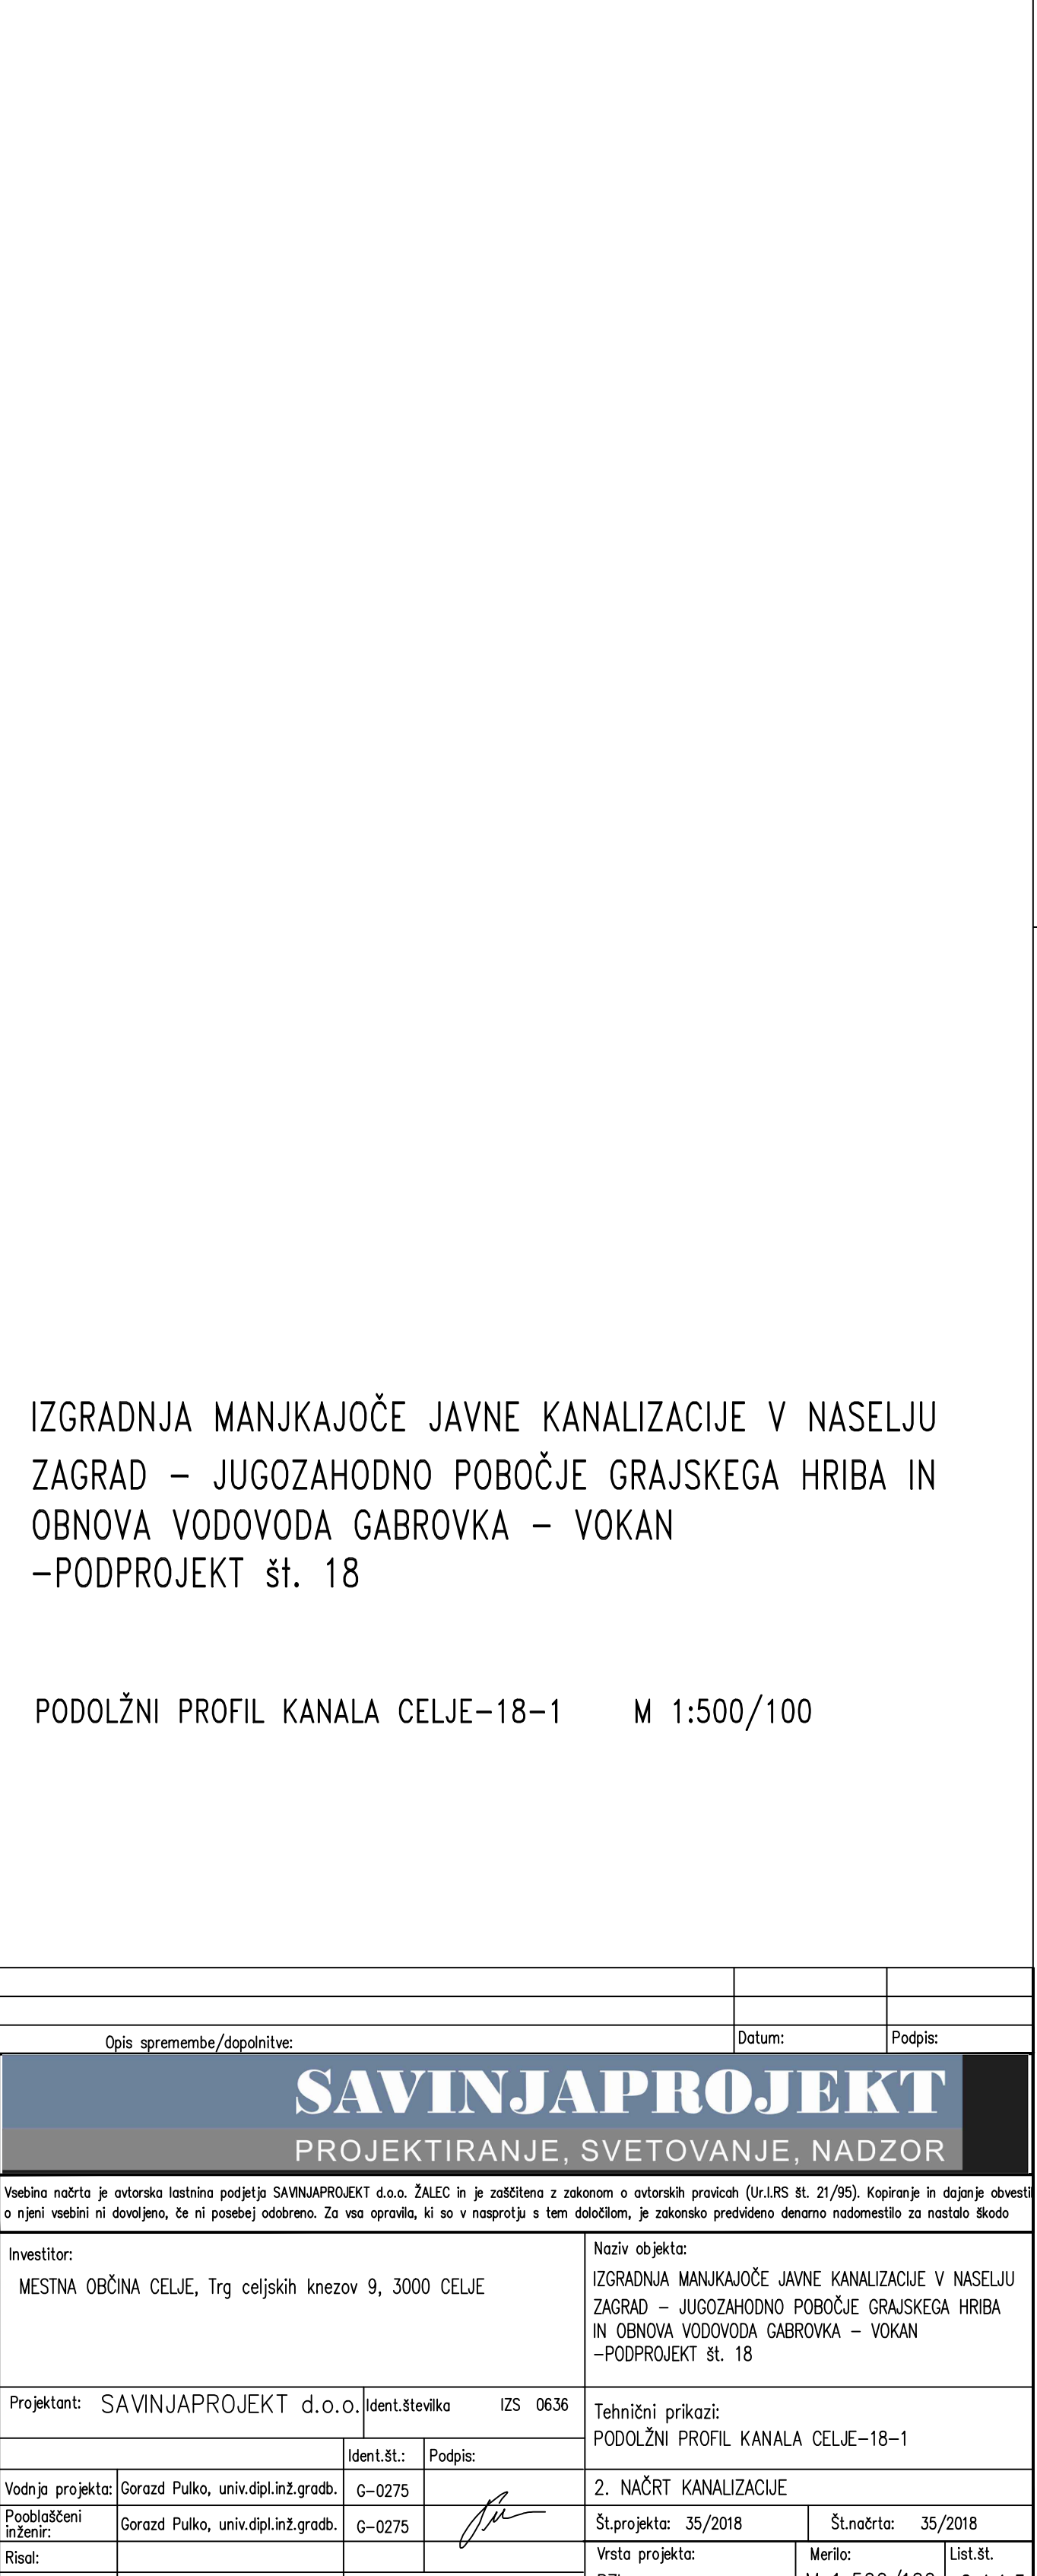 IZGRADNJA MANJKAJOČE JAVNE KANALIZACIJE V NASELJU
ZAGRAD – JUGOZAHODNO POBOČJE GRAJSKEGA HRIBA IN
OBNOVA VODOVODA GABROVKA – VOKAN
–PODPROJEKT št. 18
PODOLŽNI PROFIL KANALA CELJE–18–1 M 1:500/100
Opis spremembe/dopolnitve: Datum: Podpis:
SAVINJAPROJEKT
PROJEKTIRANJE, SVETOVANJE, NADZOR
Vsebina načrta je avtorska lastnina podjetja SAVINJAPROJEKT d.o.o. ŽALEC in je zaščitena z zakonom o avtorskih pravicah (Ur.l.RS št. 21/95). Kopiranje in dajanje obvestil
o njeni vsebini ni dovoljeno, če ni posebej odobreno. Za vsa opravila, ki so v nasprotju s tem določilom, je zakonsko predvideno denarno nadomestilo za nastalo škodo
Investitor:
MESTNA OBČINA CELJE, Trg celjskih knezov 9, 3000 CELJE
Naziv objekta:
IZGRADNJA MANJKAJOČE JAVNE KANALIZACIJE V NASELJU
ZAGRAD – JUGOZAHODNO POBOČJE GRAJSKEGA HRIBA
IN OBNOVA VODOVODA GABROVKA – VOKAN
–PODPROJEKT št. 18
Projektant: SAVINJAPROJEKT d.o.o. Ident.številka IZS 0636
Tehnični prikazi:
PODOLŽNI PROFIL KANALA CELJE–18–1
Ident.št.: Podpis:
Vodnja projekta: Gorazd Pulko, univ.dipl.inž.gradb. G–0275
2. NAČRT KANALIZACIJE
Pooblaščeni
inženir: Gorazd Pulko, univ.dipl.inž.gradb. G–0275
Št.projekta: 35/2018 Št.načrta: 35/2018
Risal:
Vrsta projekta: Merilo: List.št.